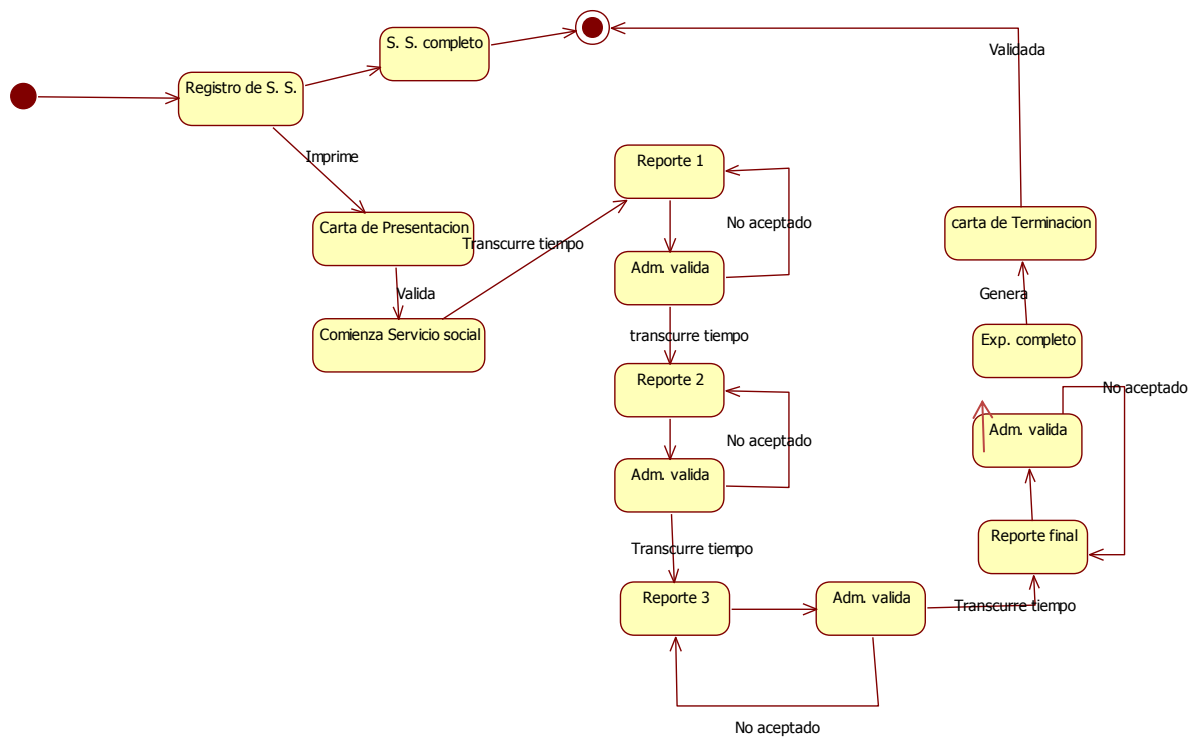 S. S. completo
Validada
Registro de S. S.
Imprime
Reporte 1
Carta de Presentacion
No aceptado
carta de Terminacion
Transcurre tiempo
Adm. valida
Valida
Genera
Comienza Servicio social
transcurre tiempo
Exp. completo
Reporte 2
No aceptado
No aceptado
Adm. valida
Adm. valida
Reporte final
Transcurre tiempo
Reporte 3
Adm. valida
Transcurre tiempo
No aceptado